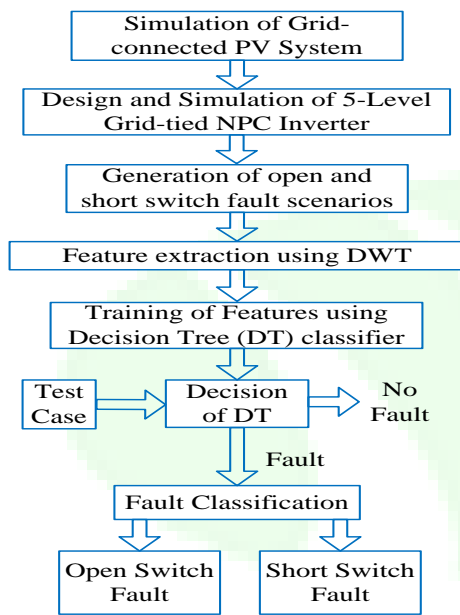 Simulation of Grid-
connected PV System
Design and Simulation of 5-Level
Grid-tied NPC Inverter
Generation of open and
short switch fault scenarios
Feature extraction using DWT
Training of Features using
Decision Tree (DT) classifier
Test
Case
Decision
of DT
No
Fault
Fault
Fault Classification
Open Switch
Fault
Short Switch
Fault